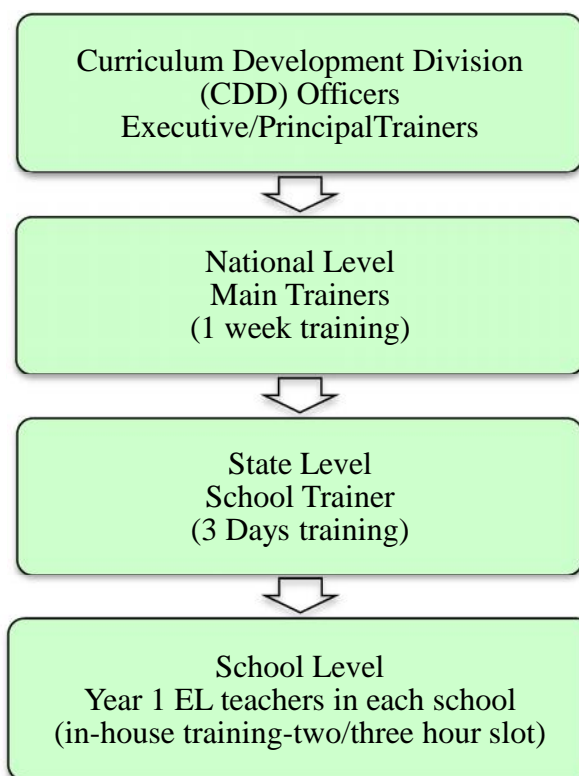 Curriculum Development Division
(CDD) Officers
Executive/PrincipalTrainers
National Level
Main Trainers
(1 week training)
State Level
School Trainer
(3 Days training)
School Level
Year 1 EL teachers in each school
(in-house training-two/three hour slot)